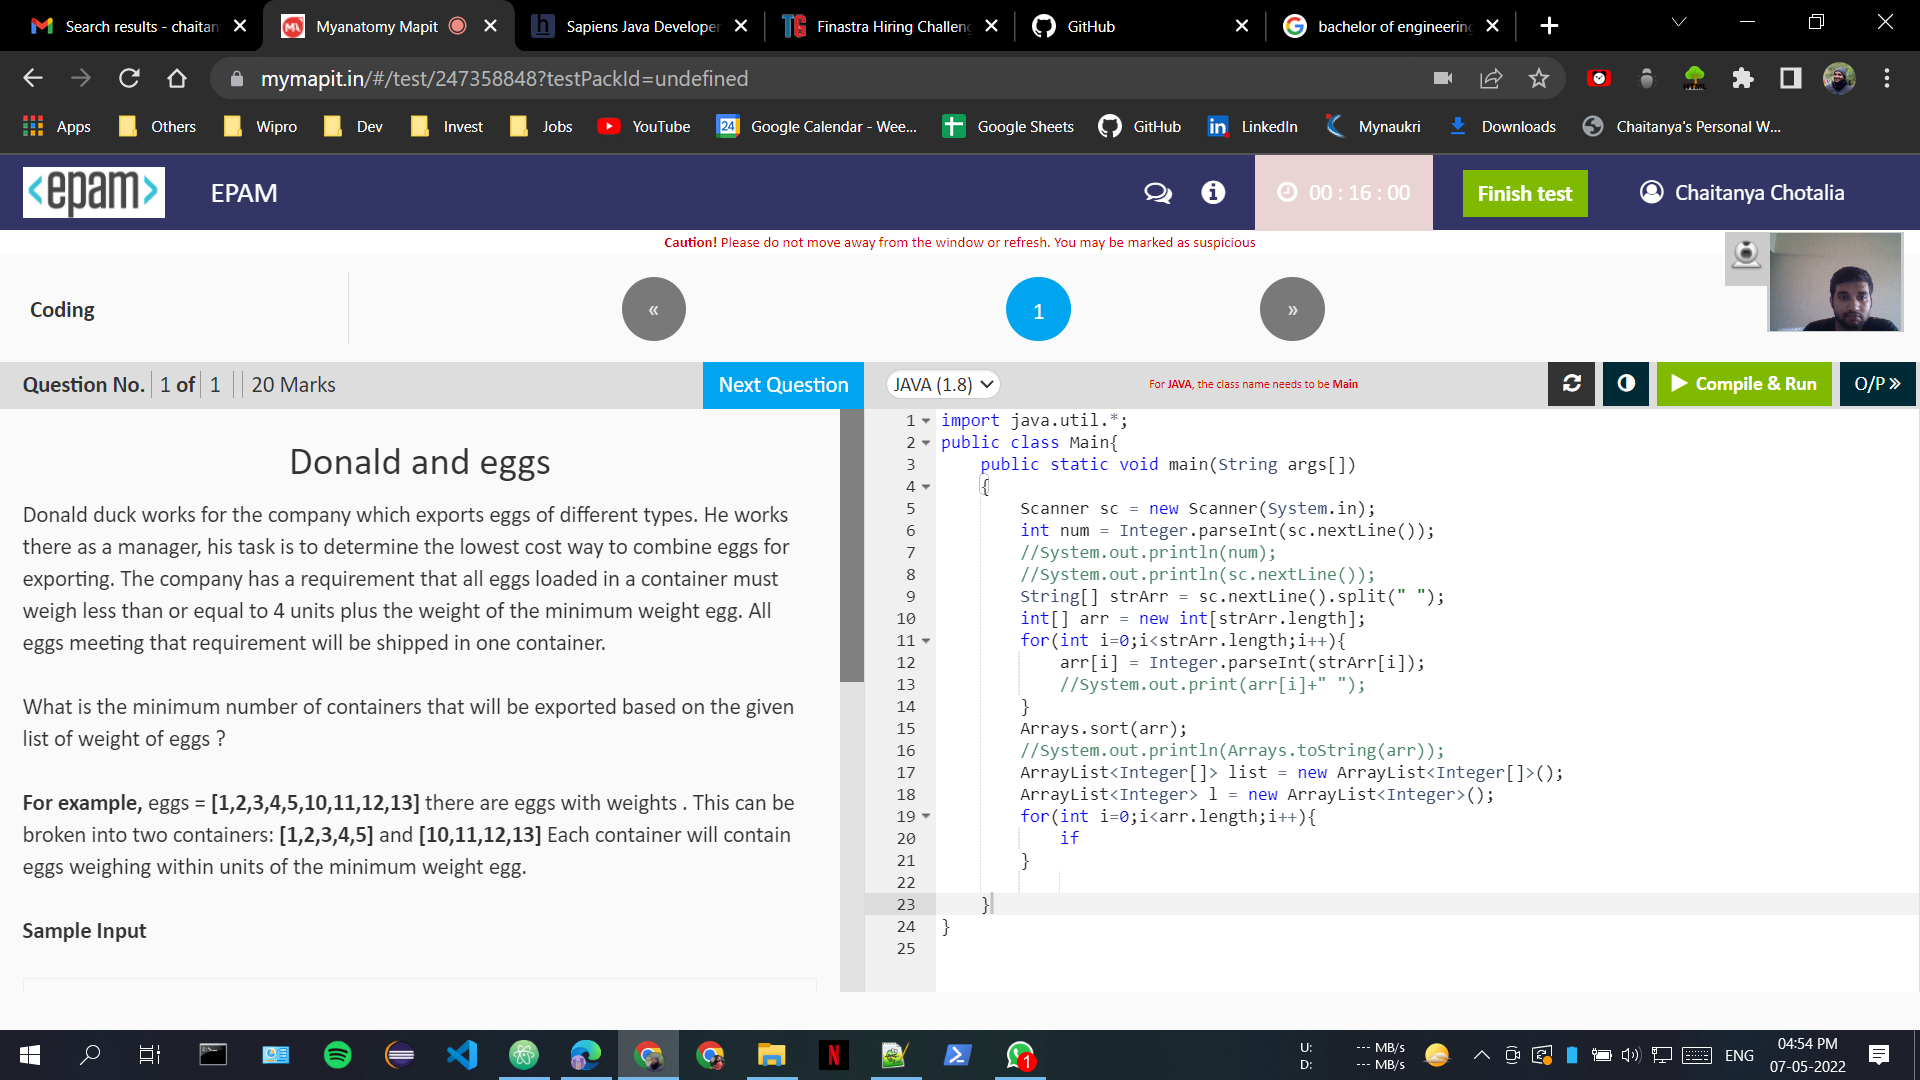 Search results - chaitan
Myanatomy Mapit
Sapiens Java Developer
Finastra Hiring Challeng
GitHub
bachelor of engineering
mymapit.in/#/test/247358848?testPackId=undefined
Apps
Others
Wipro
Dev
Invest
Jobs
YouTube
24
Google Calendar - Wee...
Google Sheets
GitHub
LinkedIn
Mynaukri
Downloads
Chaitanya's Personal W...
<epam>
EPAM
00 : 16 : 00
Finish test
Chaitanya Chotalia
Caution! Please do not move away from the window or refresh. You may be marked as suspicious
Coding
«
1
»
Question No. 1 of 1 20 Marks
Next Question
JAVA (1.8)
For JAVA, the class name needs to be Main
Compile & Run
O/P »
Donald and eggs
Donald duck works for the company which exports eggs of different types. He works
there as a manager, his task is to determine the lowest cost way to combine eggs for
exporting. The company has a requirement that all eggs loaded in a container must
weigh less than or equal to 4 units plus the weight of the minimum weight egg. All
eggs meeting that requirement will be shipped in one container.
What is the minimum number of containers that will be exported based on the given
list of weight of eggs ?
For example, eggs = [1,2,3,4,5,10,11,12,13] there are eggs with weights . This can be
broken into two containers: [1,2,3,4,5] and [10,11,12,13] Each container will contain
eggs weighing within units of the minimum weight egg.
Sample Input
1 import java.util.*;
2 public class Main{
3 public static void main(String args[])
4 {
5 Scanner sc = new Scanner(System.in);
6 int num = Integer.parseInt(sc.nextLine());
7 //System.out.println(num);
8 //System.out.println(sc.nextLine());
9 String[] strArr = sc.nextLine().split(" ");
10 int[] arr = new int[strArr.length];
11 for(int i=0;i<strArr.length;i++){
12 arr[i] = Integer.parseInt(strArr[i]);
13 //System.out.print(arr[i]+" ");
14 }
15 Arrays.sort(arr);
16 //System.out.println(Arrays.toString(arr));
17 ArrayList<Integer[]> list = new ArrayList<Integer[]>();
18 ArrayList<Integer> l = new ArrayList<Integer>();
19 for(int i=0;i<arr.length;i++){
20 if
21 }
22
23 }
24 }
25
U: --- MB/s
D: --- MB/s
ENG
04:54 PM
07-05-2022
1